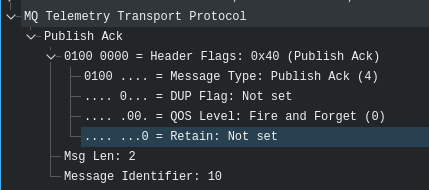 MQ Telemetry Transport Protocol
Publish Ack
0100 0000 = Header Flags: 0x40 (Publish Ack)
0100 .... = Message Type: Publish Ack (4)
.... 0... = DUP Flag: Not set
.... .00. = QOS Level: Fire and Forget (0)
.... ...0 = Retain: Not set
Msg Len: 2
Message Identifier: 10